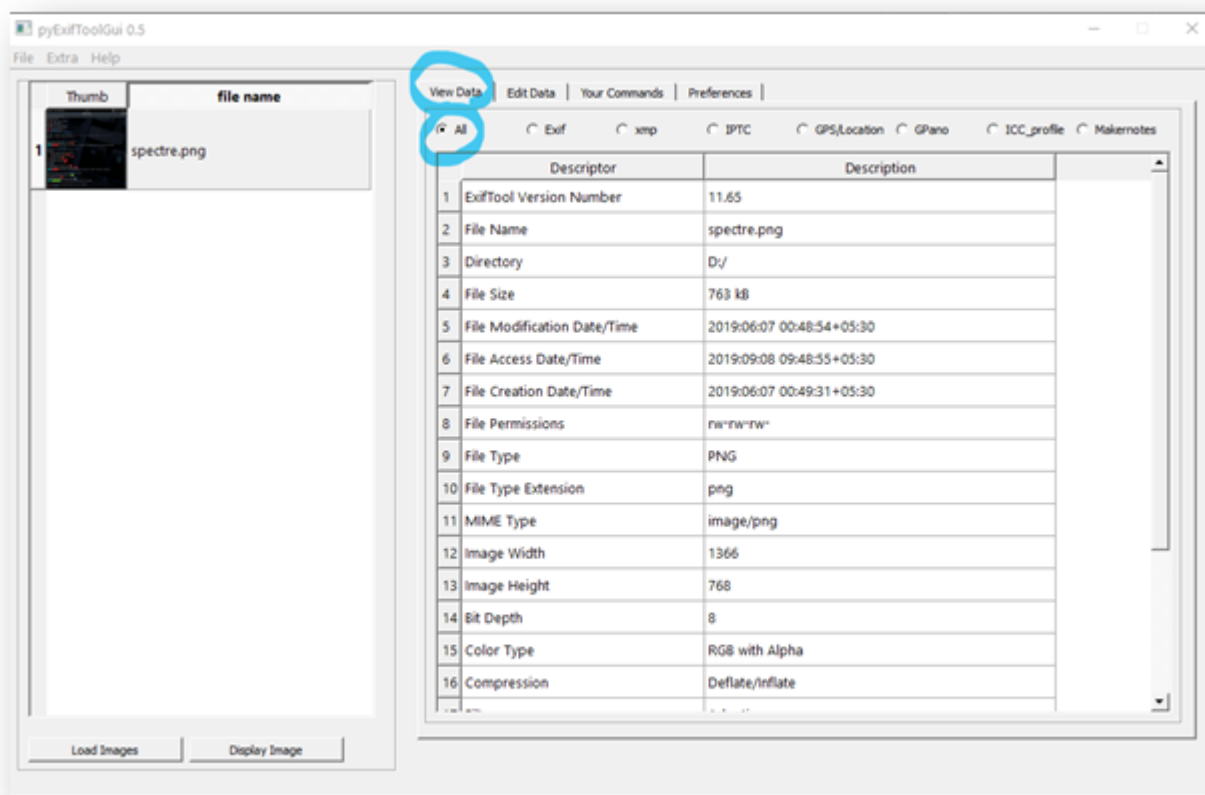 pyExifToolGui 0.5
File Extra Help
Thumb file name
1 spectre.png
Load Images Display Image
View Data Edit Data Your Commands Preferences
All Exif xmp IPTC GPS/Location GPano ICC_profile Makernotes
Descriptor Description
1 ExifTool Version Number 11.65
2 File Name spectre.png
3 Directory D:/
4 File Size 763 kB
5 File Modification Date/Time 2019:06:07 00:48:54+05:30
6 File Access Date/Time 2019:09:08 09:48:55+05:30
7 File Creation Date/Time 2019:06:07 00:49:31+05:30
8 File Permissions rw-rw-rw-
9 File Type PNG
10 File Type Extension png
11 MIME Type image/png
12 Image Width 1366
13 Image Height 768
14 Bit Depth 8
15 Color Type RGB with Alpha
16 Compression Deflate/Inflate